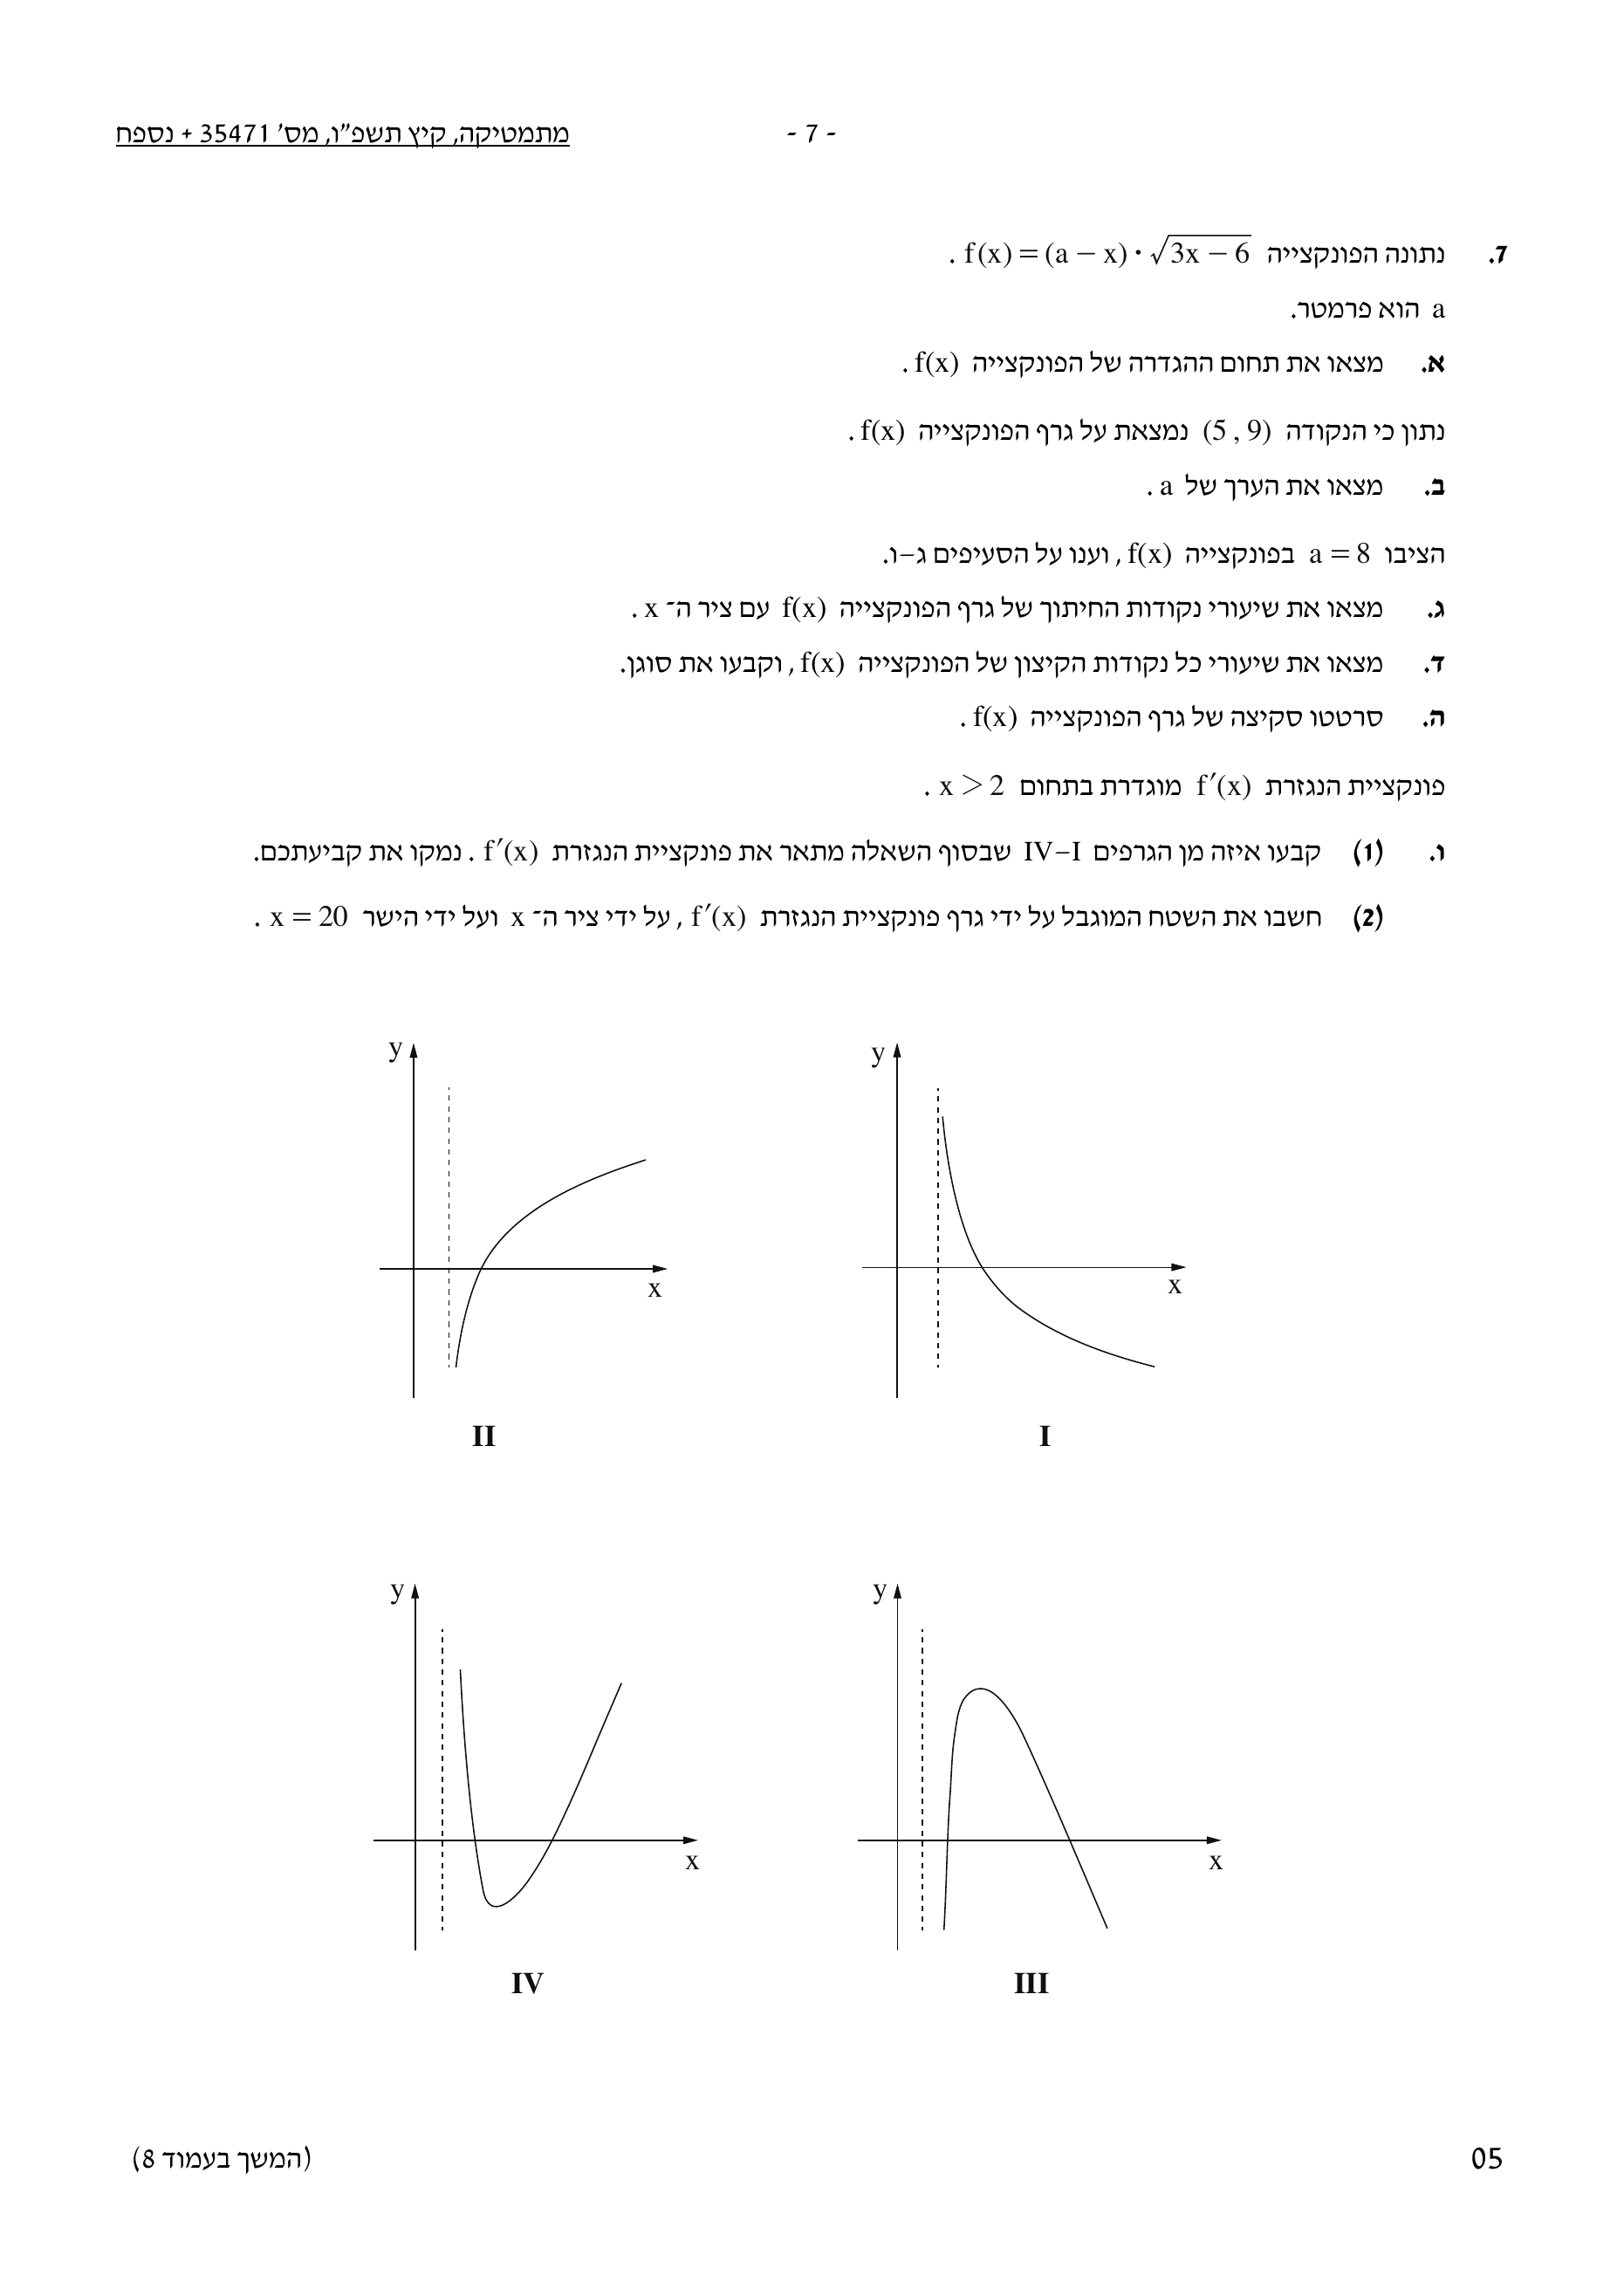 מתמטיקה, קיץ תשפ"ו, מס' 35471 + נספח
- 7 -
7. נתונה הפונקצייה f(x) = (a − x) · √(3x − 6) .
a הוא פרמטר.
א. מצאו את תחום ההגדרה של הפונקצייה f(x) .
נתון כי הנקודה (5 , 9) נמצאת על גרף הפונקצייה f(x) .
ב. מצאו את הערך של a .
הציבו a = 8 בפונקצייה f(x) , וענו על הסעיפים ג–ו.
ג. מצאו את שיעורי נקודות החיתוך של גרף הפונקצייה f(x) עם ציר ה־ x .
ד. מצאו את שיעורי כל נקודות הקיצון של הפונקצייה f(x) , וקבעו את סוגן.
ה. סרטטו סקיצה של גרף הפונקצייה f(x) .
פונקציית הנגזרת f′(x) מוגדרת בתחום x > 2 .
ו. (1) קבעו איזה מן הגרפים I–IV שבסוף השאלה מתאר את פונקציית הנגזרת f′(x) . נמקו את קביעתכם.
(2) חשבו את השטח המוגבל על ידי גרף פונקציית הנגזרת f′(x) , על ידי ציר ה־ x ועל ידי הישר x = 20 .
y
x
I
y
x
II
y
x
III
y
x
IV
05
(המשך בעמוד 8)